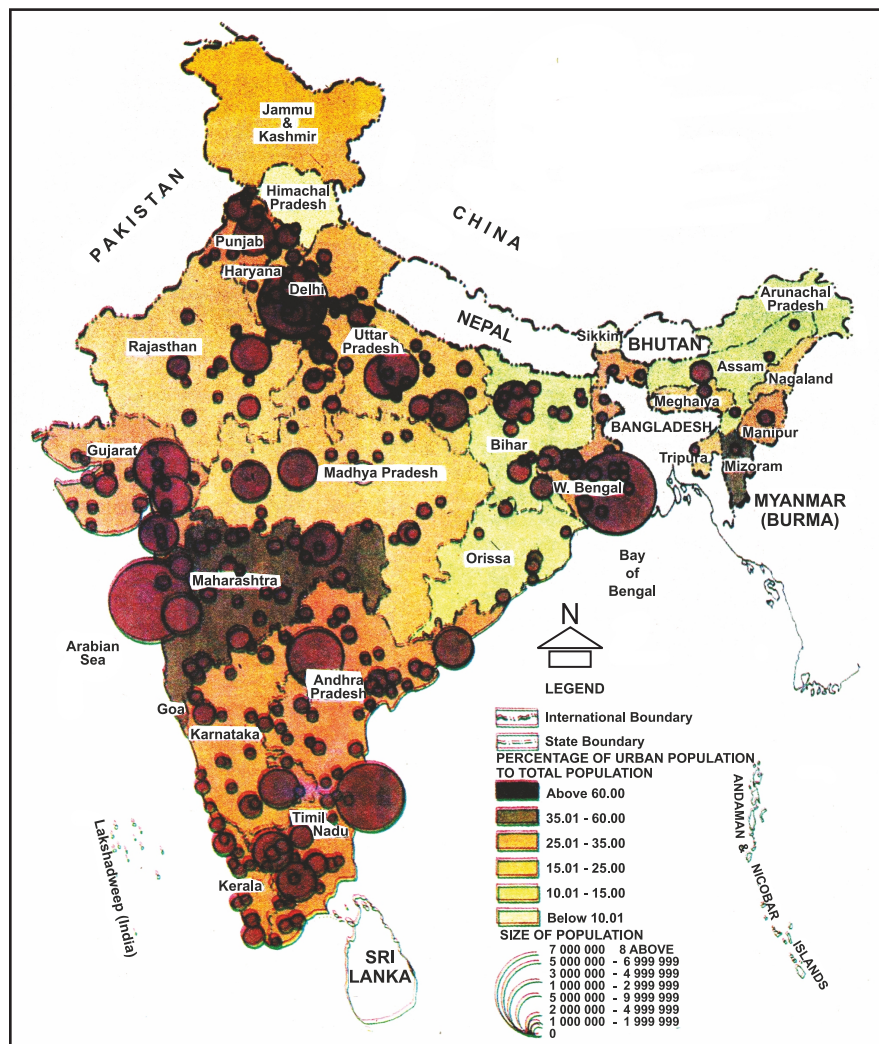 Jammu
&
Kashmir
Himachal
Pradesh
PAKISTAN
CHINA
Punjab
Haryana
Delhi
Arunachal
Pradesh
NEPAL
Sikkim
BHUTAN
Rajasthan
Uttar
Pradesh
Assam
Nagaland
Meghalya
BANGLADESH
Manipur
Bihar
Gujarat
Tripura
Mizoram
Madhya Pradesh
W. Bengal
MYANMAR
(BURMA)
Orissa
Maharashtra
Bay
of
Bengal
N
Arabian
Sea
LEGEND
Andhra
Pradesh
Goa
Karnataka
International Boundary
State Boundary
PERCENTAGE OF URBAN POPULATION
TO TOTAL POPULATION
Above 60.00
35.01 - 60.00
25.01 - 35.00
15.01 - 25.00
10.01 - 15.00
Below 10.01
Timil
Nadu
Lakshadweep (India)
Kerala
ANDAMAN &
NICOBAR
ISLANDS
SRI
LANKA
SIZE OF POPULATION
7 000 000 8 ABOVE
5 000 000 - 6 999 999
3 000 000 - 4 999 999
1 000 000 - 2 999 999
5 000 000 - 9 999 999
2 000 000 - 4 999 999
1 000 000 - 1 999 999
0